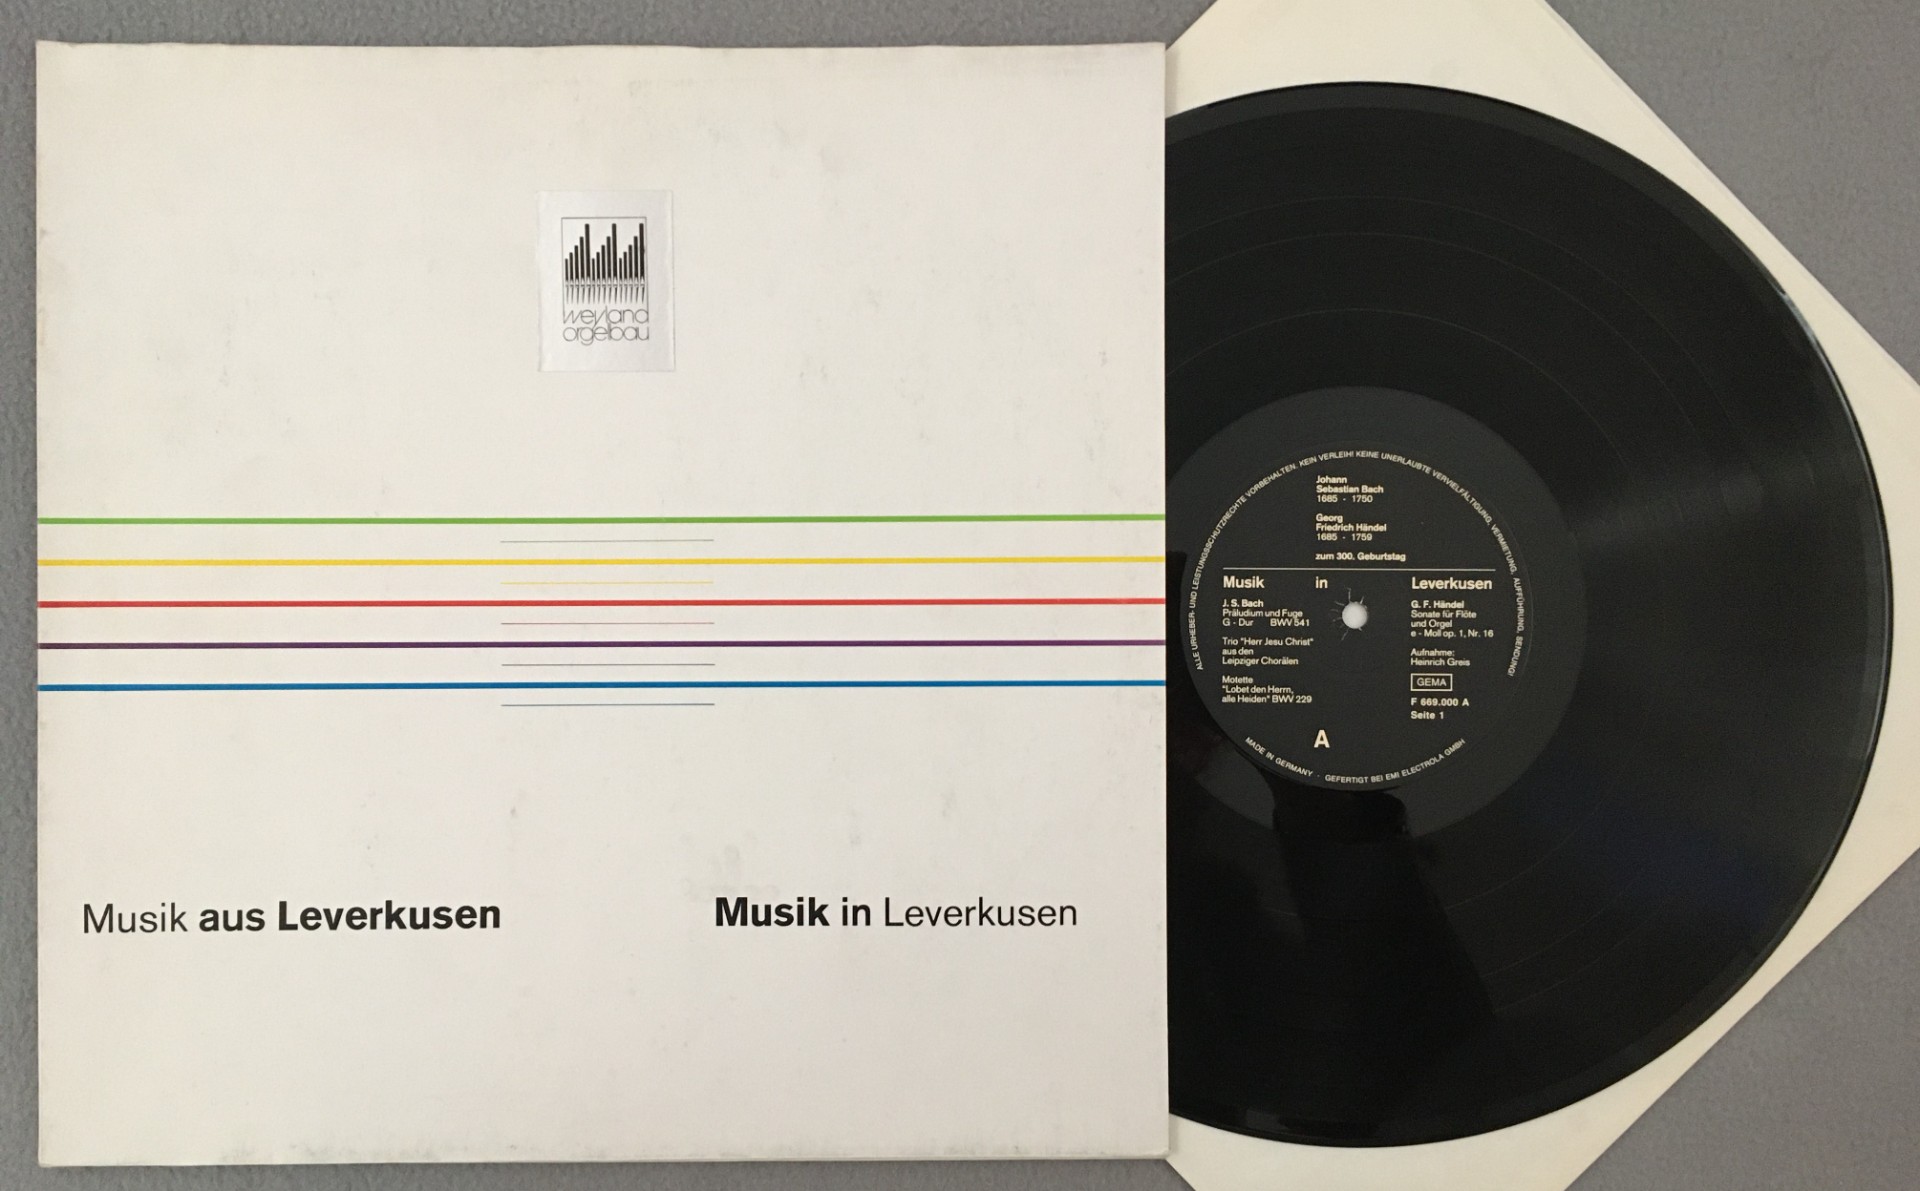 weyland
orgelbau
Musik aus Leverkusen
Musik in Leverkusen
ALLE URHEBER- UND LEISTUNGSSCHUTZRECHTE VORBEHALTEN. KEIN VERLEIH! KEINE UNERLAUBTE VERVIELFÄLTIGUNG, VERMIETUNG, AUFFÜHRUNG, SENDUNG!
Johann
Sebastian Bach
1685 - 1750
Georg
Friedrich Händel
1685 - 1759
zum 300. Geburtstag
Musik in Leverkusen
J. S. Bach
Präludium und Fuge
G - Dur BWV 541
Trio "Herr Jesu Christ"
aus den
Leipziger Chorälen
Motette
"Lobet den Herrn,
alle Heiden" BWV 229
G. F. Händel
Sonate für Flöte
und Orgel
e - Moll op. 1, Nr. 16
Aufnahme:
Heinrich Greis
GEMA
F 669.000 A
Seite 1
A
MADE IN GERMANY - GEFERTIGT BEI EMI ELECTROLA GMBH